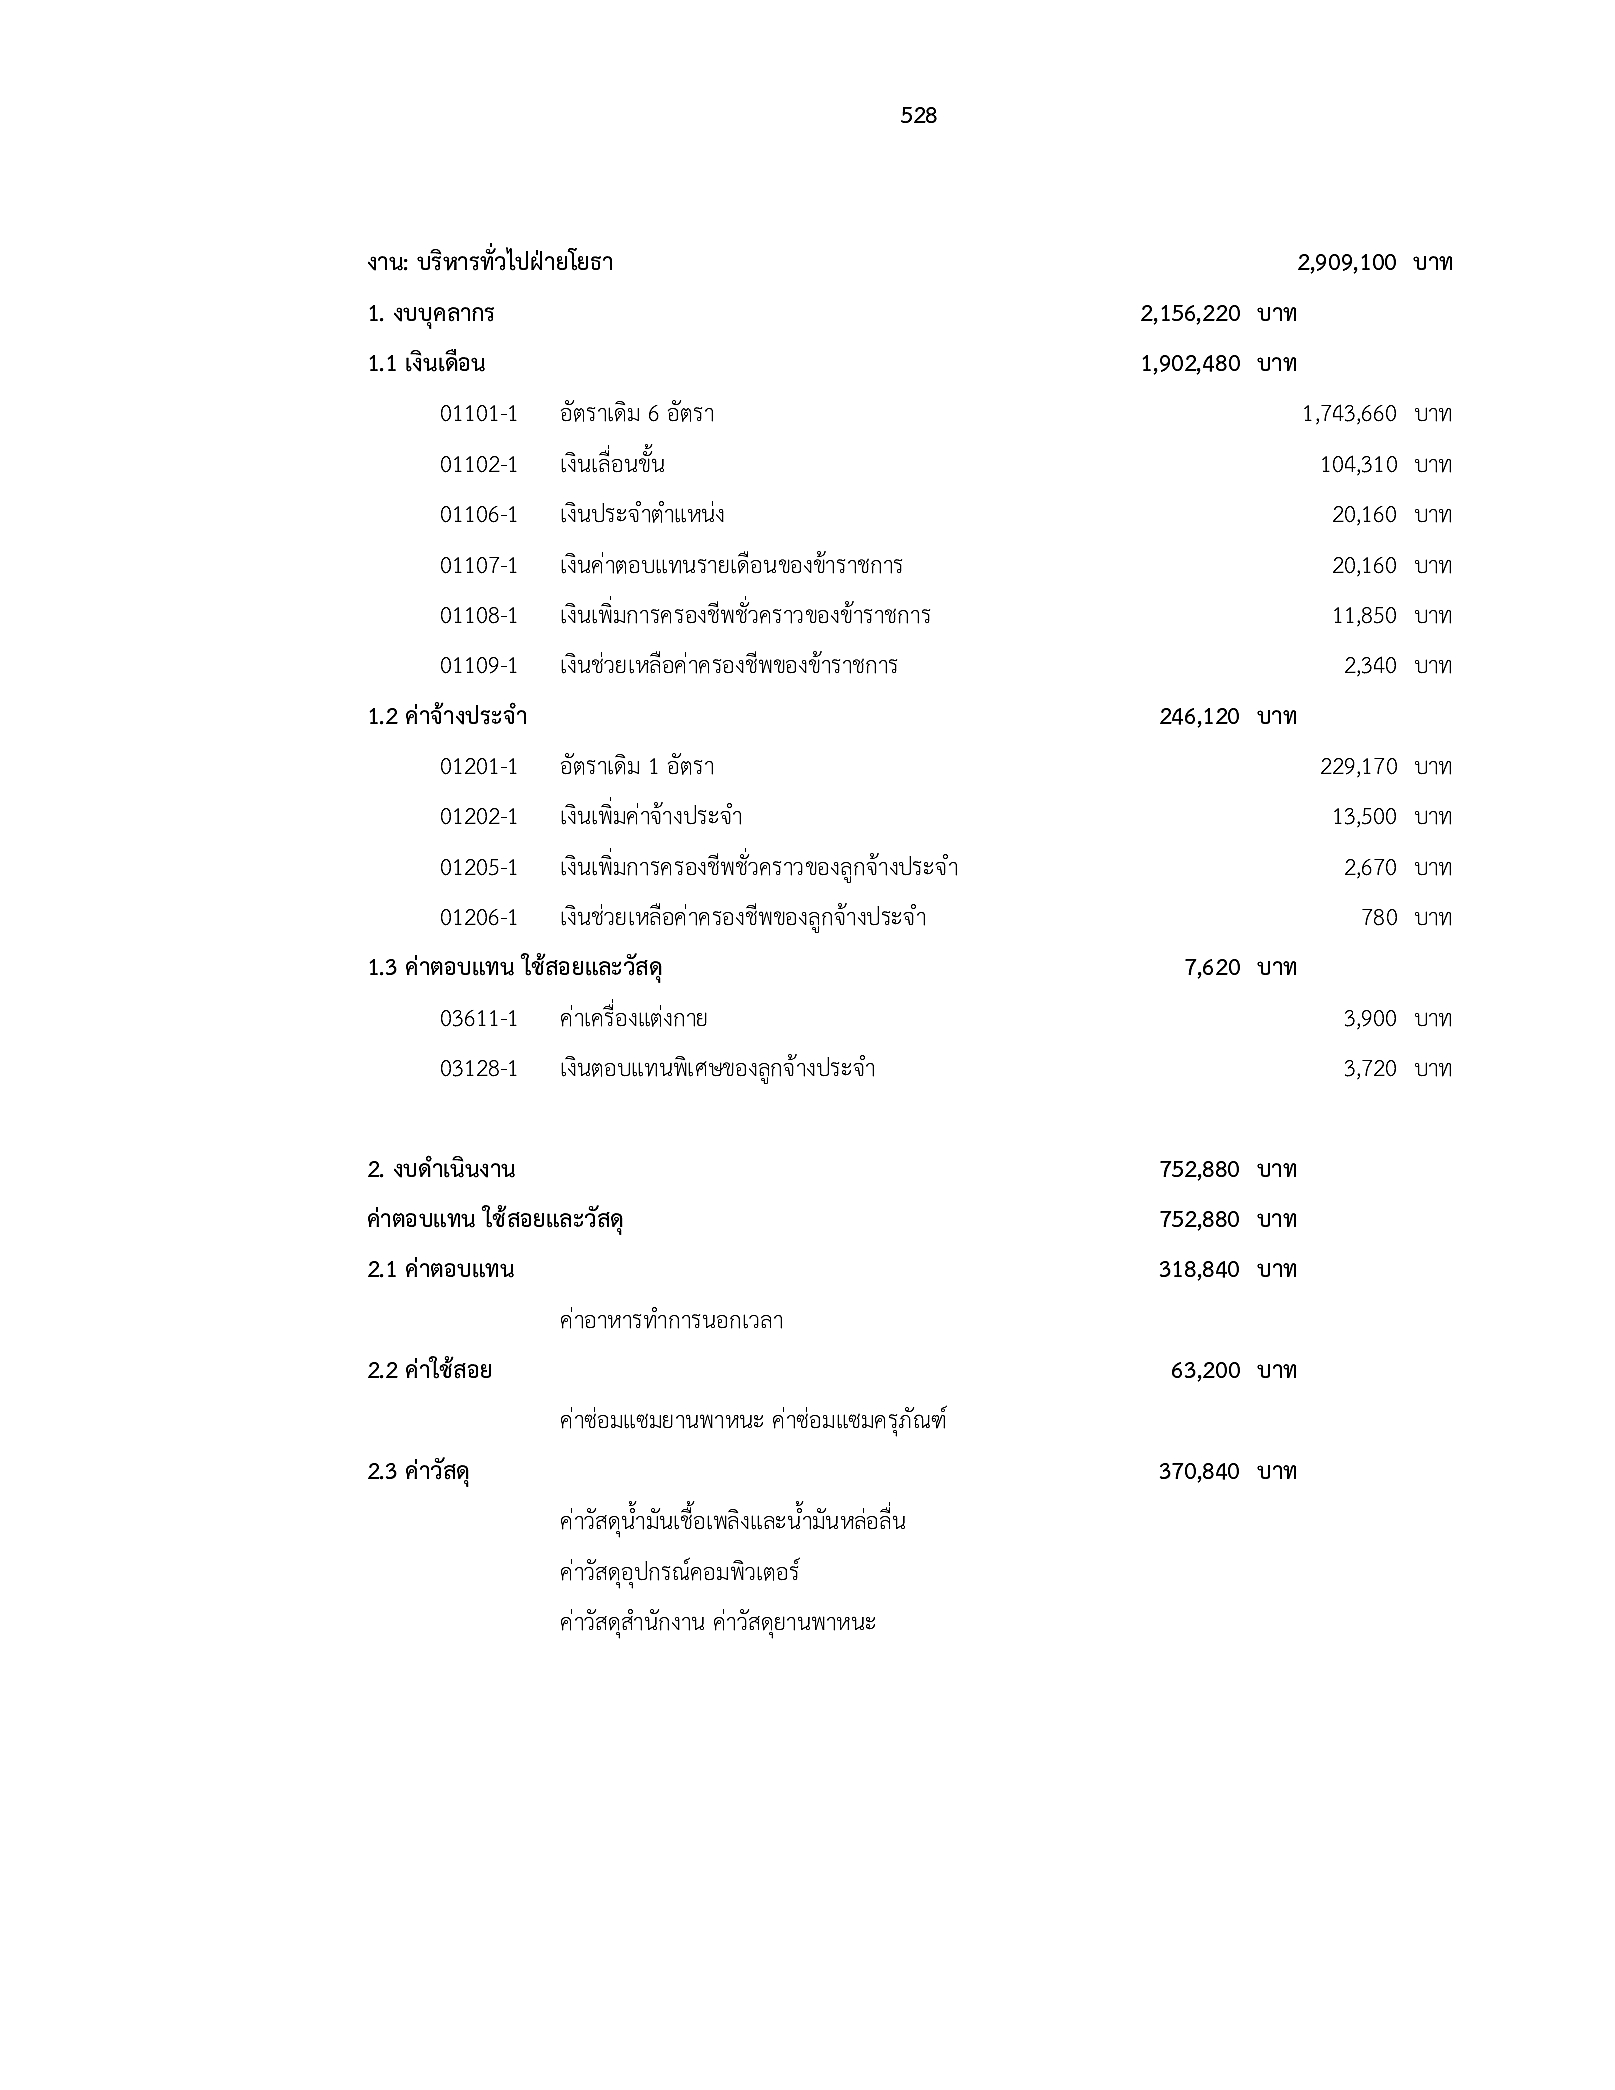 528
งาน: บริหารทั่วไปฝ่ายโยธา 2,909,100 บาท
1. งบบุคลากร 2,156,220 บาท
1.1 เงินเดือน 1,902,480 บาท
01101-1 อัตราเดิม 6 อัตรา 1,743,660 บาท
01102-1 เงินเลื่อนขั้น 104,310 บาท
01106-1 เงินประจำตำแหน่ง 20,160 บาท
01107-1 เงินค่าตอบแทนรายเดือนของข้าราชการ 20,160 บาท
01108-1 เงินเพิ่มการครองชีพชั่วคราวของข้าราชการ 11,850 บาท
01109-1 เงินช่วยเหลือค่าครองชีพของข้าราชการ 2,340 บาท
1.2 ค่าจ้างประจำ 246,120 บาท
01201-1 อัตราเดิม 1 อัตรา 229,170 บาท
01202-1 เงินเพิ่มค่าจ้างประจำ 13,500 บาท
01205-1 เงินเพิ่มการครองชีพชั่วคราวของลูกจ้างประจำ 2,670 บาท
01206-1 เงินช่วยเหลือค่าครองชีพของลูกจ้างประจำ 780 บาท
1.3 ค่าตอบแทน ใช้สอยและวัสดุ 7,620 บาท
03611-1 ค่าเครื่องแต่งกาย 3,900 บาท
03128-1 เงินตอบแทนพิเศษของลูกจ้างประจำ 3,720 บาท
2. งบดำเนินงาน 752,880 บาท
ค่าตอบแทน ใช้สอยและวัสดุ 752,880 บาท
2.1 ค่าตอบแทน 318,840 บาท
ค่าอาหารทำการนอกเวลา
2.2 ค่าใช้สอย 63,200 บาท
ค่าซ่อมแซมยานพาหนะ ค่าซ่อมแซมครุภัณฑ์
2.3 ค่าวัสดุ 370,840 บาท
ค่าวัสดุน้ำมันเชื้อเพลิงและน้ำมันหล่อลื่น
ค่าวัสดุอุปกรณ์คอมพิวเตอร์
ค่าวัสดุสำนักงาน ค่าวัสดุยานพาหนะ